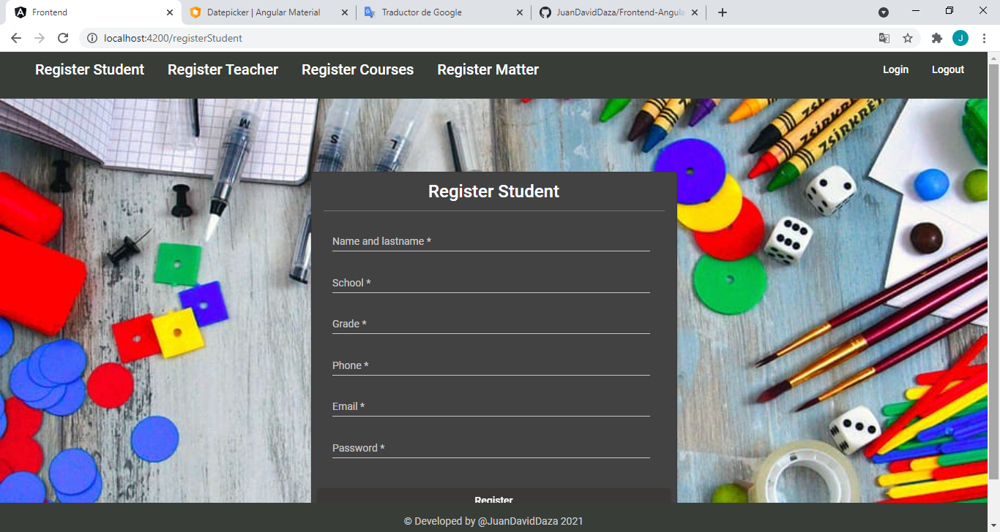 Frontend
Datepicker | Angular Material
Traductor de Google
JuanDavidDaza/Frontend-Angula
localhost:4200/registerStudent
J
Register Student
Register Teacher
Register Courses
Register Matter
Login
Logout
M
S
L
ZSÍRKRÉ
ZSÍRKRÉ
Register Student
Name and lastname *
School *
Grade *
Phone *
Email *
Password *
Register
© Developed by @JuanDavidDaza 2021